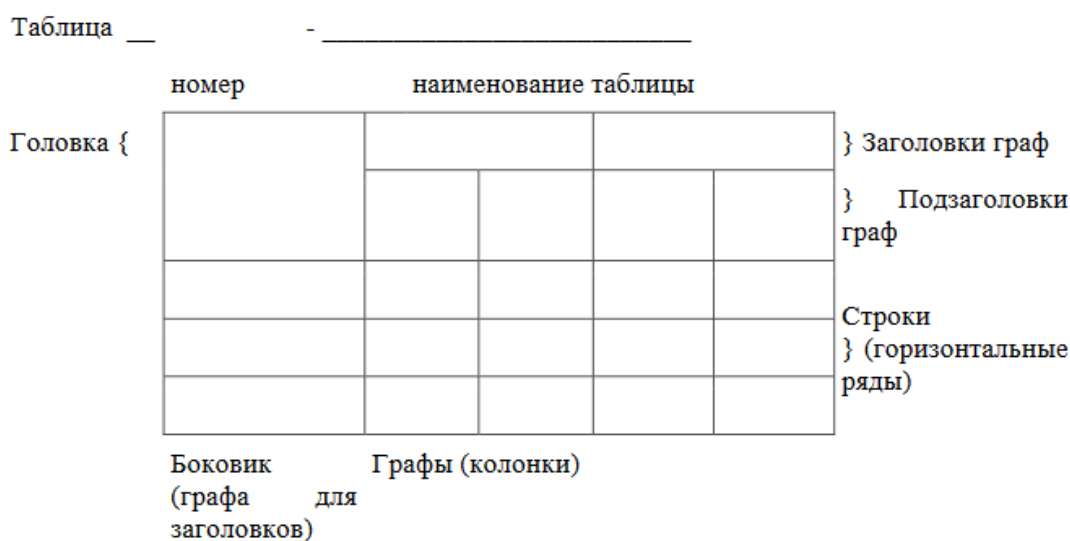 Таблица __ - ___________________________
номер наименование таблицы
Головка { } Заголовки граф
} Подзаголовки
граф
Строки
} (горизонтальные
ряды)
Боковик Графы (колонки)
(графа для
заголовков)